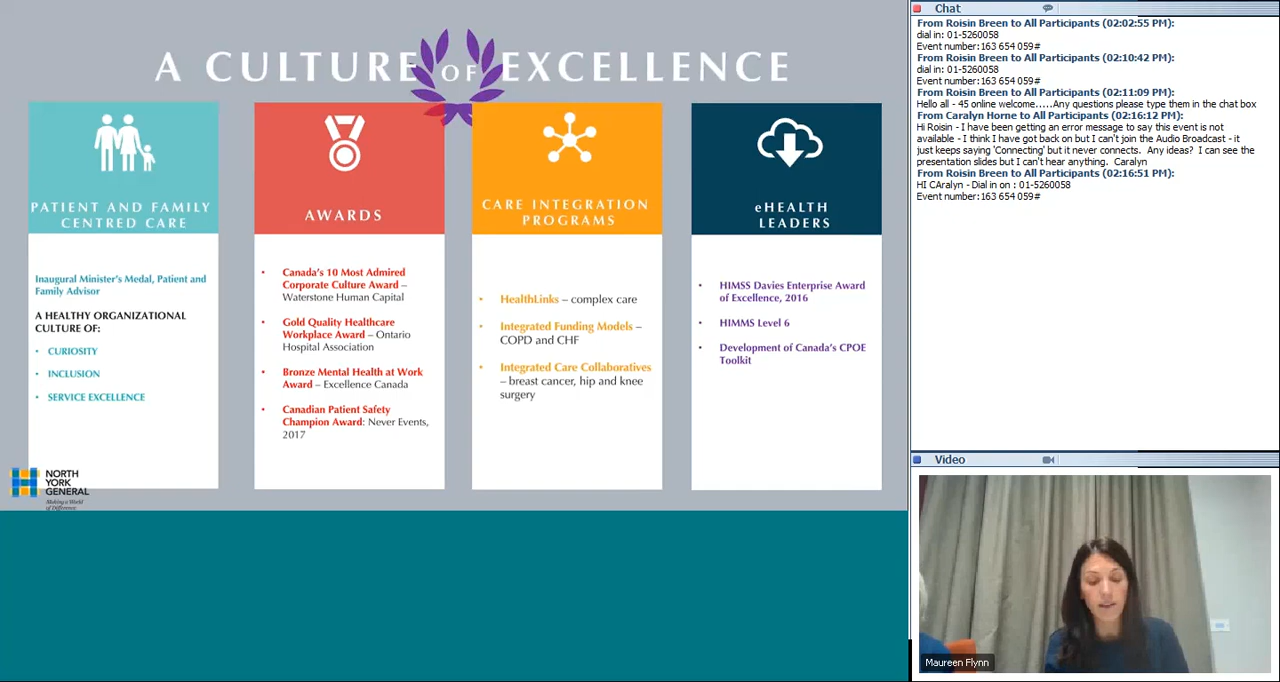 A CULTURE OF EXCELLENCE
PATIENT AND FAMILY
CENTRED CARE
Inaugural Minister's Medal, Patient and
Family Advisor
A HEALTHY ORGANIZATIONAL
CULTURE OF:
• CURIOSITY
• INCLUSION
• SERVICE EXCELLENCE
AWARDS
• Canada's 10 Most Admired
Corporate Culture Award –
Waterstone Human Capital
• Gold Quality Healthcare
Workplace Award – Ontario
Hospital Association
• Bronze Mental Health at Work
Award – Excellence Canada
• Canadian Patient Safety
Champion Award: Never Events,
2017
CARE INTEGRATION
PROGRAMS
• HealthLinks – complex care
• Integrated Funding Models –
COPD and CHF
• Integrated Care Collaboratives
– breast cancer, hip and knee
surgery
eHEALTH
LEADERS
• HIMSS Davies Enterprise Award
of Excellence, 2016
• HIMMS Level 6
• Development of Canada's CPOE
Toolkit
NORTH
YORK
GENERAL
Making a World
of Difference
Chat
From Roisin Breen to All Participants (02:02:55 PM):
dial in: 01-5260058
Event number:163 654 059#
From Roisin Breen to All Participants (02:10:42 PM):
dial in: 01-5260058
Event number:163 654 059#
From Roisin Breen to All Participants (02:11:09 PM):
Hello all - 45 online welcome.....Any questions please type them in the chat box
From Caralyn Horne to All Participants (02:16:12 PM):
Hi Roisin - I have been getting an error message to say this event is not
available - I think I have got back on but I can't join the Audio Broadcast - it
just keeps saying 'Connecting' but it never connects.  Any ideas?  I can see the
presentation slides but I can't hear anything.  Caralyn
From Roisin Breen to All Participants (02:16:51 PM):
HI CAralyn - Dial in on : 01-5260058
Event number:163 654 059#
Video
Maureen Flynn